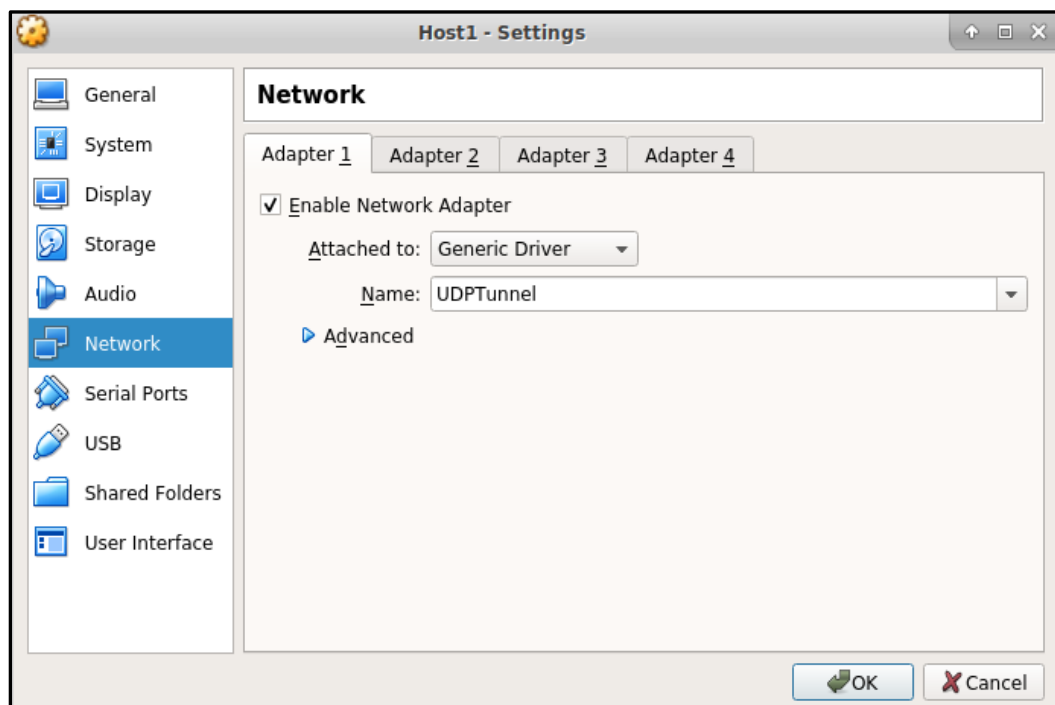 Host1 - Settings
General
System
Display
Storage
Audio
Network
Serial Ports
USB
Shared Folders
User Interface
Network
Adapter 1 Adapter 2 Adapter 3 Adapter 4
Enable Network Adapter
Attached to: Generic Driver
Name: UDPTunnel
Advanced
OK Cancel